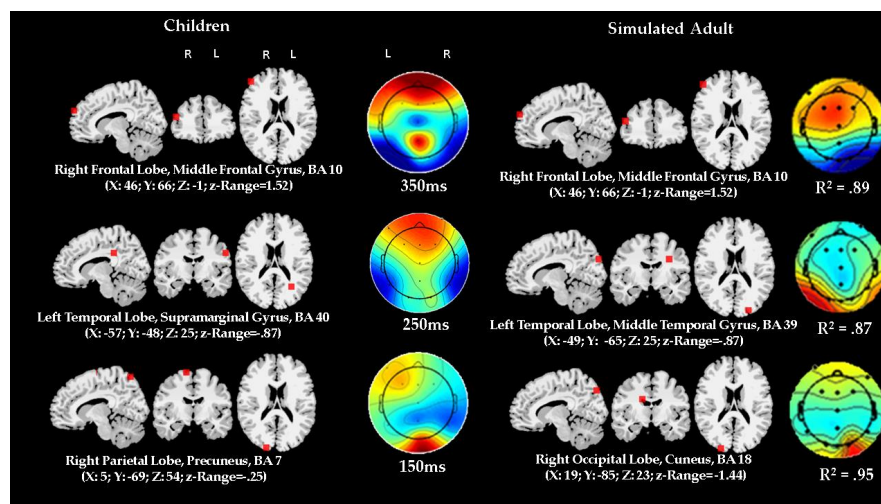 Children
Simulated Adult
R L R L L R
Right Frontal Lobe, Middle Frontal Gyrus, BA 10
(X: 46; Y: 66; Z: -1; z-Range=1.52)
350ms
Right Frontal Lobe, Middle Frontal Gyrus, BA 10
(X: 46; Y: 66; Z: -1; z-Range=1.52)
R² = .89
Left Temporal Lobe, Supramarginal Gyrus, BA 40
(X: -57; Y: -48; Z: 25; z-Range=-.87)
250ms
Left Temporal Lobe, Middle Temporal Gyrus, BA 39
(X: -49; Y: -65; Z: 25; z-Range=-.87)
R² = .87
Right Parietal Lobe, Precuneus, BA 7
(X: 5; Y: -69; Z: 54; z-Range=-.25)
150ms
Right Occipital Lobe, Cuneus, BA 18
(X: 19; Y: -85; Z: 23; z-Range= -1.44)
R² = .95